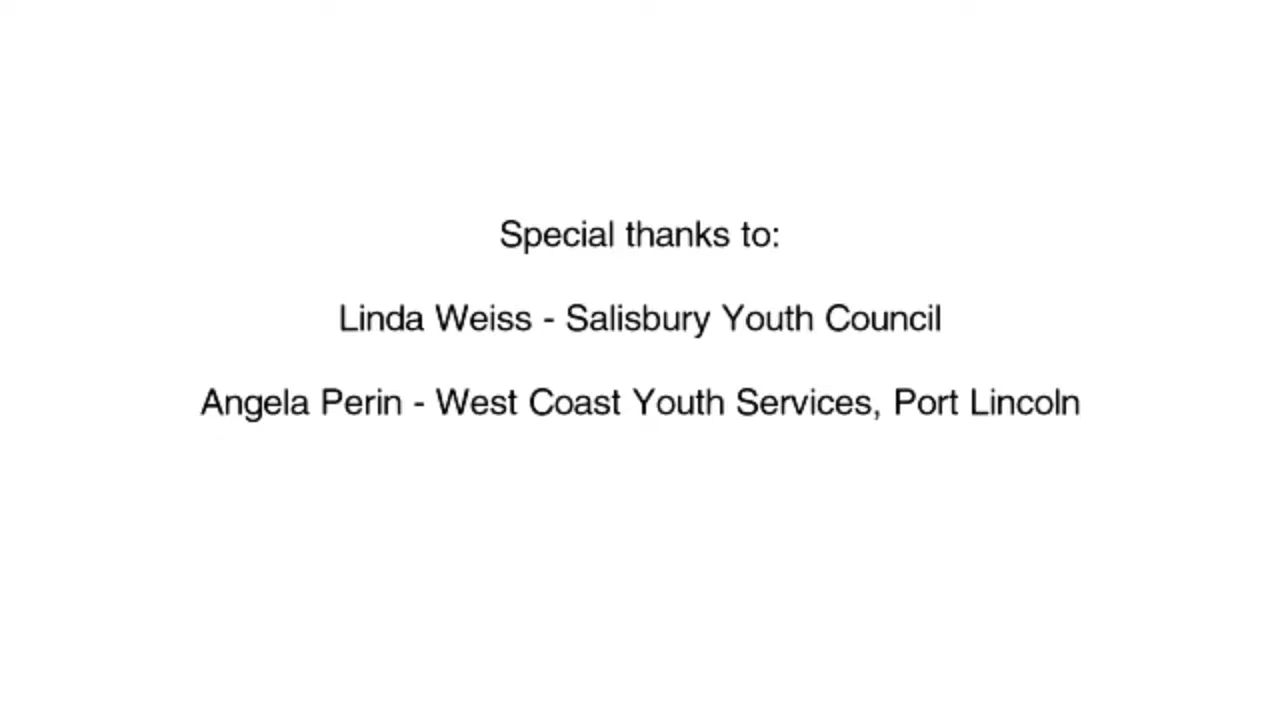 Special thanks to:
Linda Weiss - Salisbury Youth Council
Angela Perin - West Coast Youth Services, Port Lincoln